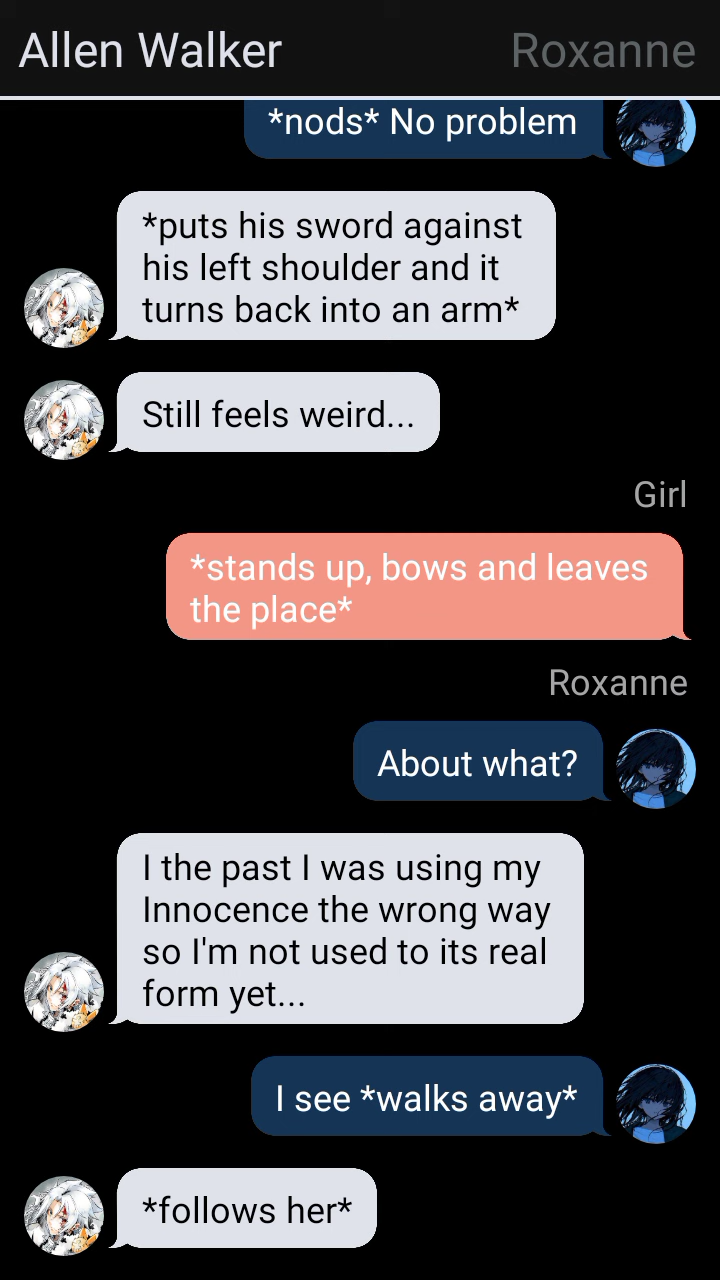 Allen Walker Roxanne
*nods* No problem
*puts his sword against
his left shoulder and it
turns back into an arm*
Still feels weird...
Girl
*stands up, bows and leaves
the place*
Roxanne
About what?
I the past I was using my
Innocence the wrong way
so I'm not used to its real
form yet...
I see *walks away*
*follows her*